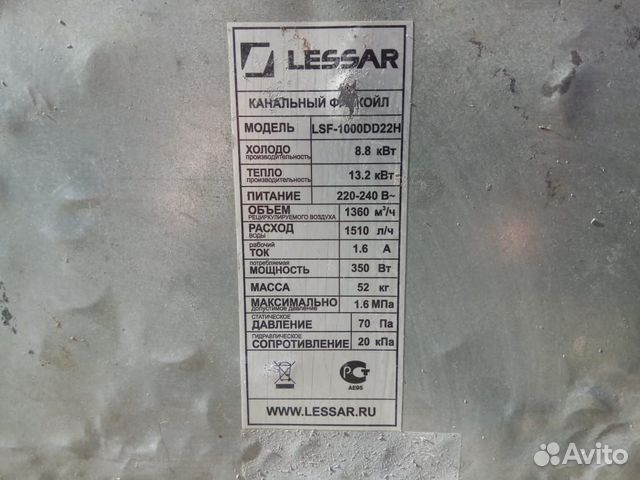 LESSAR
КАНАЛЬНЫЙ ФАНКОЙЛ
МОДЕЛЬ LSF-1000DD22H
ХОЛОДО 8.8 кВт
производительность
ТЕПЛО 13.2 кВт
производительность
ПИТАНИЕ 220-240 В~
ОБЪЕМ 1360 м³/ч
РЕЦИРКУЛИРУЕМОГО ВОЗДУХА
РАСХОД 1510 л/ч
ВОДЫ
рабочий
ТОК 1.6 А
потребляемая
МОЩНОСТЬ 350 Вт
МАССА 52 кг
МАКСИМАЛЬНО 1.6 МПа
допустимое давление
СТАТИЧЕСКОЕ
ДАВЛЕНИЕ 70 Па
ГИДРАВЛИЧЕСКОЕ
СОПРОТИВЛЕНИЕ 20 кПа
АЕ95
WWW.LESSAR.RU
Avito